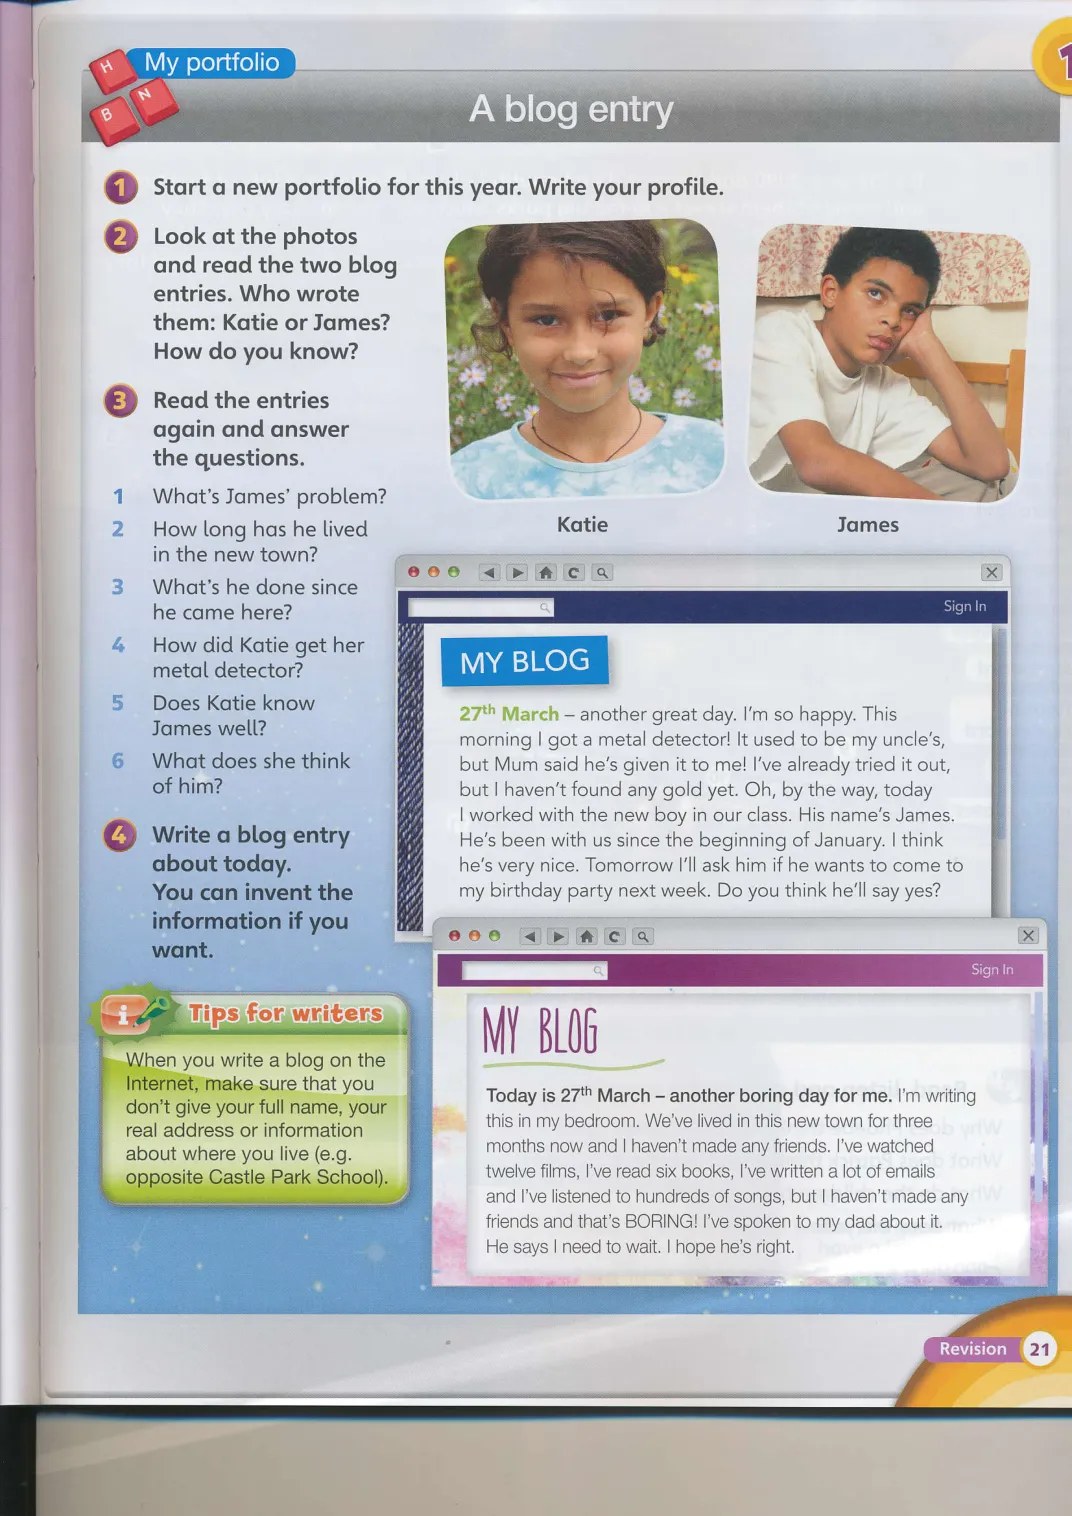 H
B
N
My portfolio
1
A blog entry
1 Start a new portfolio for this year. Write your profile.
2 Look at the photos
and read the two blog
entries. Who wrote
them: Katie or James?
How do you know?
3 Read the entries
again and answer
the questions.
1 What's James' problem?
2 How long has he lived
in the new town?
3 What's he done since
he came here?
4 How did Katie get her
metal detector?
5 Does Katie know
James well?
6 What does she think
of him?
4 Write a blog entry
about today.
You can invent the
information if you
want.
i Tips for writers
When you write a blog on the
Internet, make sure that you
don't give your full name, your
real address or information
about where you live (e.g.
opposite Castle Park School).
Katie
James
Sign In
MY BLOG
27th March – another great day. I'm so happy. This
morning I got a metal detector! It used to be my uncle's,
but Mum said he's given it to me! I've already tried it out,
but I haven't found any gold yet. Oh, by the way, today
I worked with the new boy in our class. His name's James.
He's been with us since the beginning of January. I think
he's very nice. Tomorrow I'll ask him if he wants to come to
my birthday party next week. Do you think he'll say yes?
Sign In
MY BLOG
Today is 27th March – another boring day for me. I'm writing
this in my bedroom. We've lived in this new town for three
months now and I haven't made any friends. I've watched
twelve films, I've read six books, I've written a lot of emails
and I've listened to hundreds of songs, but I haven't made any
friends and that's BORING! I've spoken to my dad about it.
He says I need to wait. I hope he's right.
Revision 21